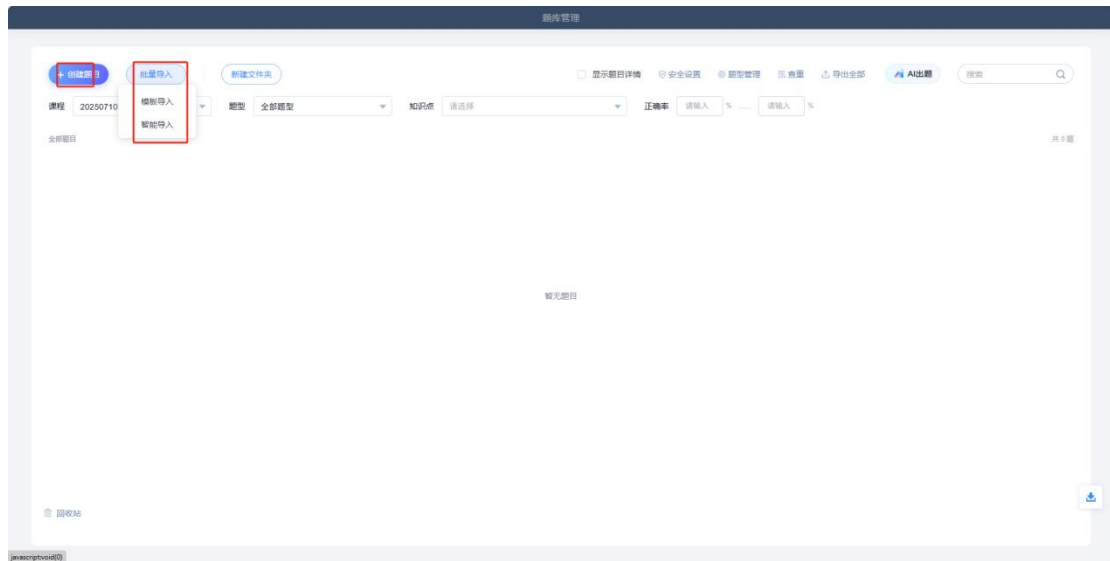 题库管理
+ 创建题目 批量导入 新建文件夹 显示题目详情 安全设置 题型管理 查重 导出全部 Ai AI出题 搜索
模板导入
智能导入
课程 20250710 题型 全部题型 知识点 请选择 正确率 请输入 % ...... 请输入 %
全部题目 共 0 题
暂无题目
回收站
javascript:void(0)